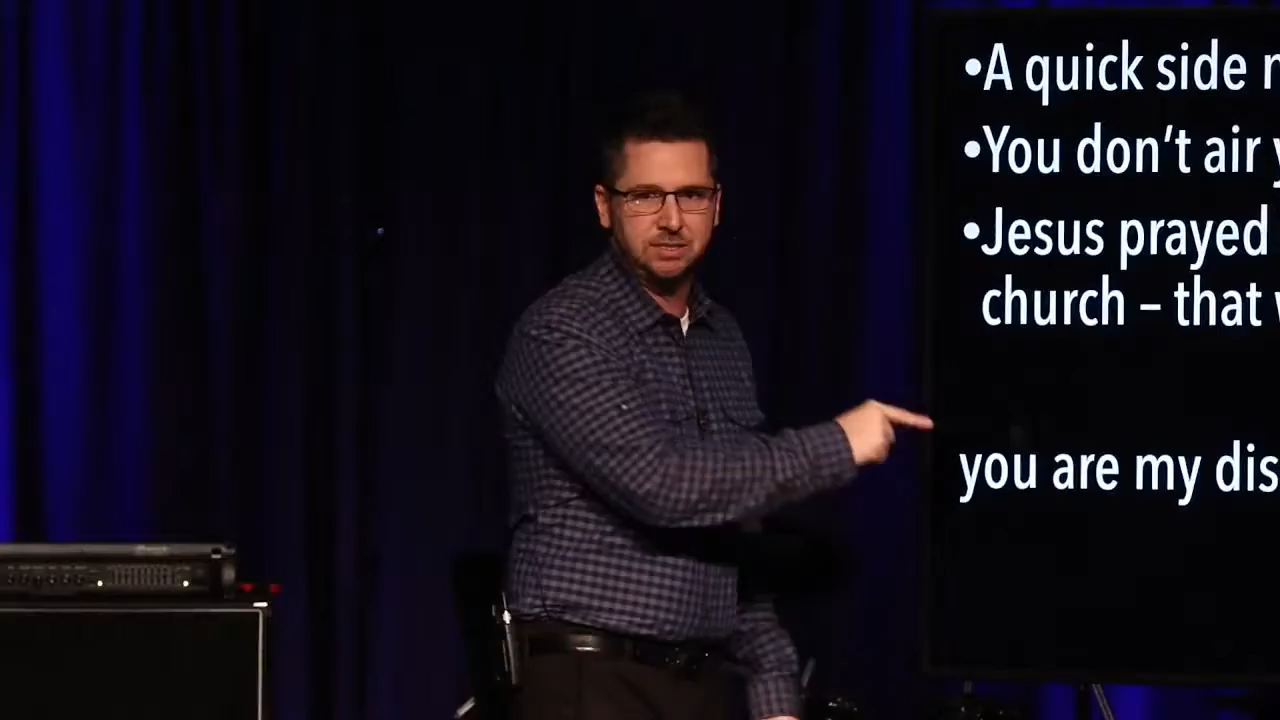 •A quick side
•You don't air
•Jesus prayed
church – that
you are my dis